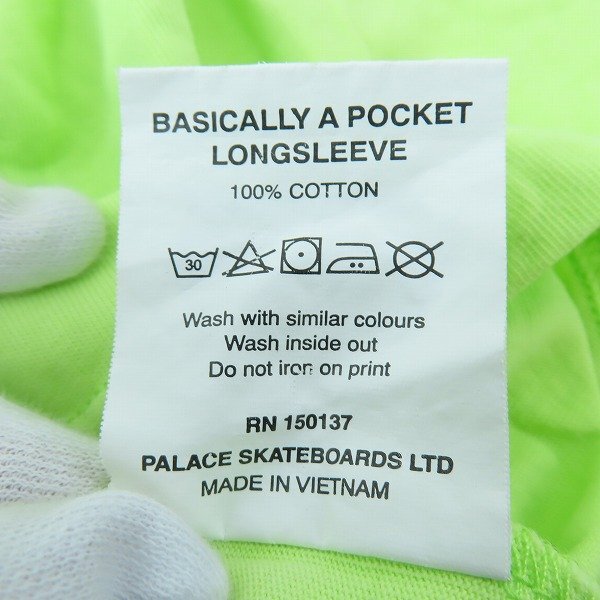 BASICALLY A POCKET
LONGSLEEVE
100% COTTON
30
Wash with similar colours
Wash inside out
Do not iron on print
RN 150137
PALACE SKATEBOARDS LTD
MADE IN VIETNAM